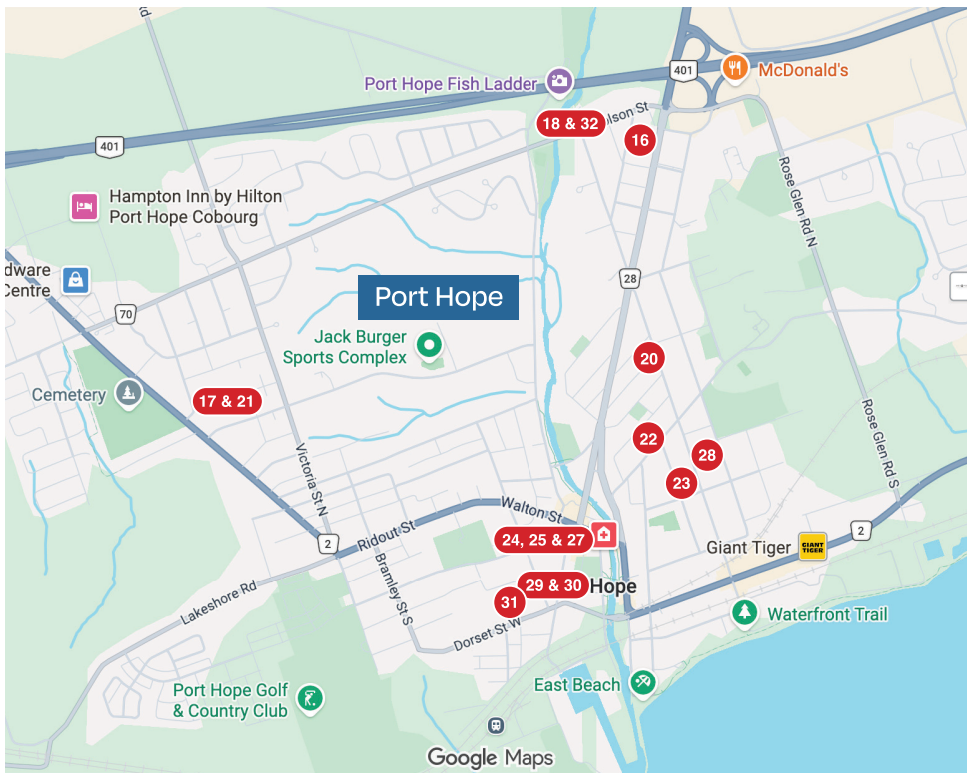 rd
401
McDonald's
Port Hope Fish Ladder
18 & 32
olson St
16
401
Hampton Inn by Hilton
Port Hope Cobourg
Rose Glen Rd N
dware
Centre
28
Port Hope
70
Jack Burger
Sports Complex
20
Cemetery
17 & 21
Rose Glen Rd S
22
28
23
Victoria St N
Walton St
Ridout St
2
24, 25 & 27
Giant Tiger
GIANT
TIGER
2
Bramley St S
29 & 30
Hope
31
Lakeshore Rd
Waterfront Trail
Dorset St W
East Beach
Port Hope Golf
& Country Club
Google Maps